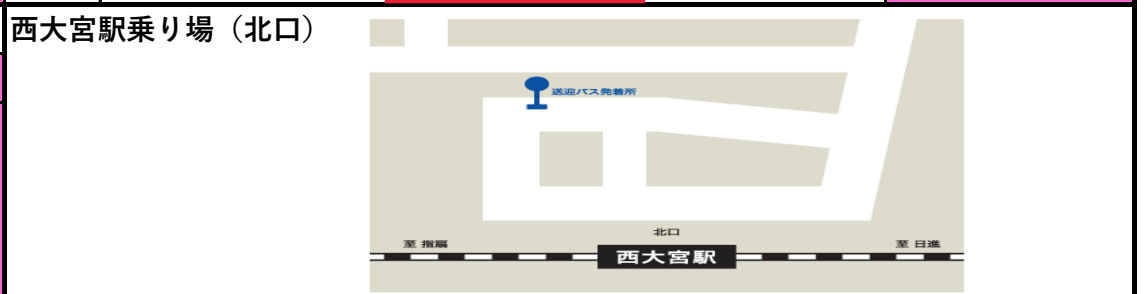 西大宮駅乗り場（北口）
送迎バス発着所
北口
至 指扇
至 日進
西大宮駅